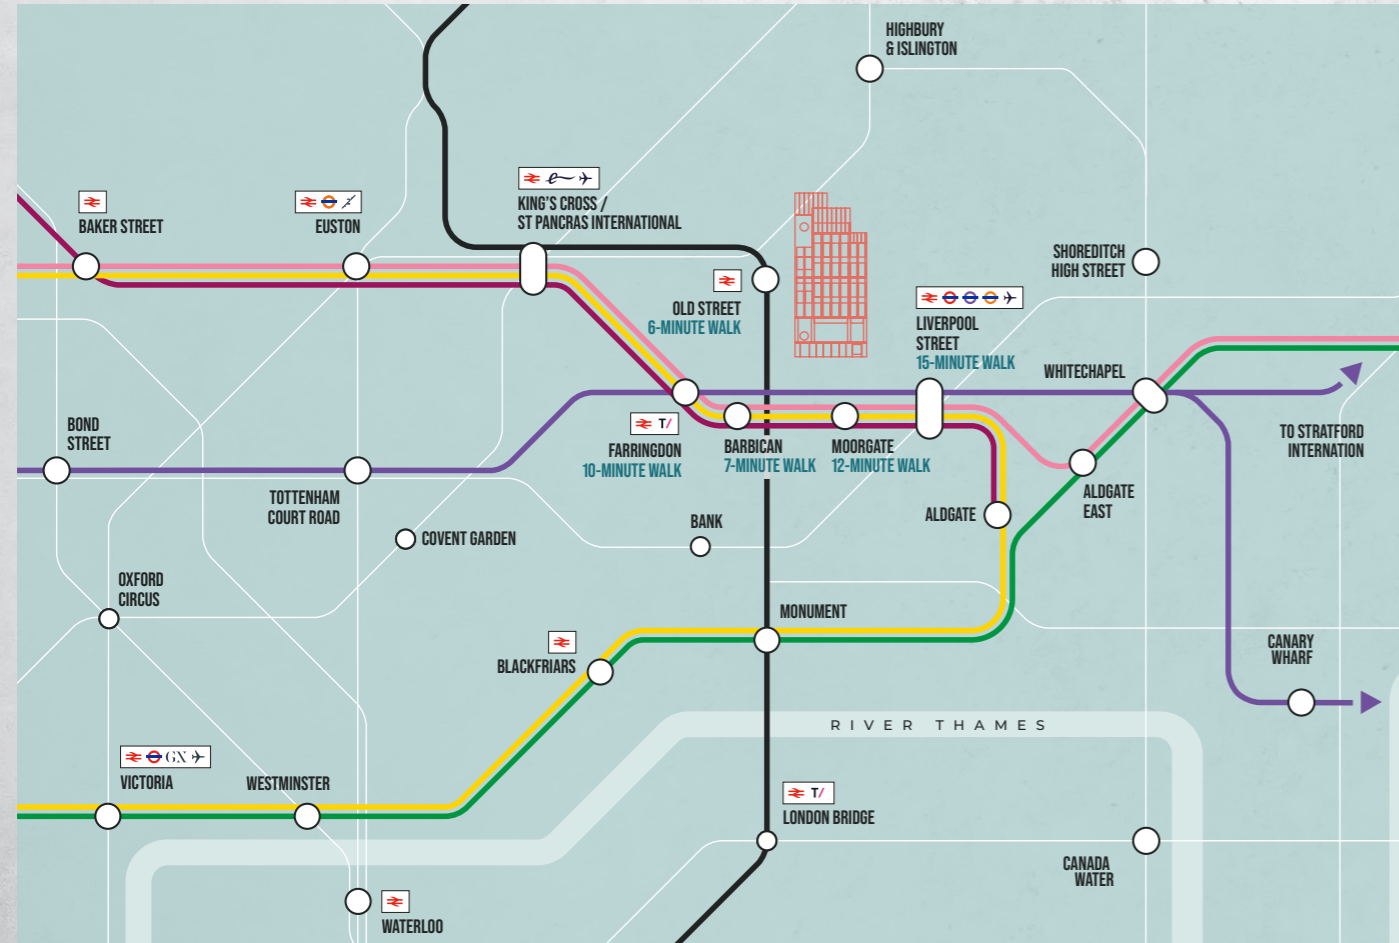 HIGHBURY
& ISLINGTON
BAKER STREET
EUSTON
KING'S CROSS /
ST PANCRAS INTERNATIONAL
SHOREDITCH
HIGH STREET
OLD STREET
6-MINUTE WALK
LIVERPOOL
STREET
15-MINUTE WALK
WHITECHAPEL
BOND
STREET
T/
FARRINGDON
10-MINUTE WALK
BARBICAN
7-MINUTE WALK
MOORGATE
12-MINUTE WALK
TO STRATFORD
INTERNATION
TOTTENHAM
COURT ROAD
COVENT GARDEN
BANK
ALDGATE
ALDGATE
EAST
OXFORD
CIRCUS
MONUMENT
BLACKFRIARS
CANARY
WHARF
RIVER THAMES
GX
VICTORIA
WESTMINSTER
T/
LONDON BRIDGE
CANADA
WATER
WATERLOO